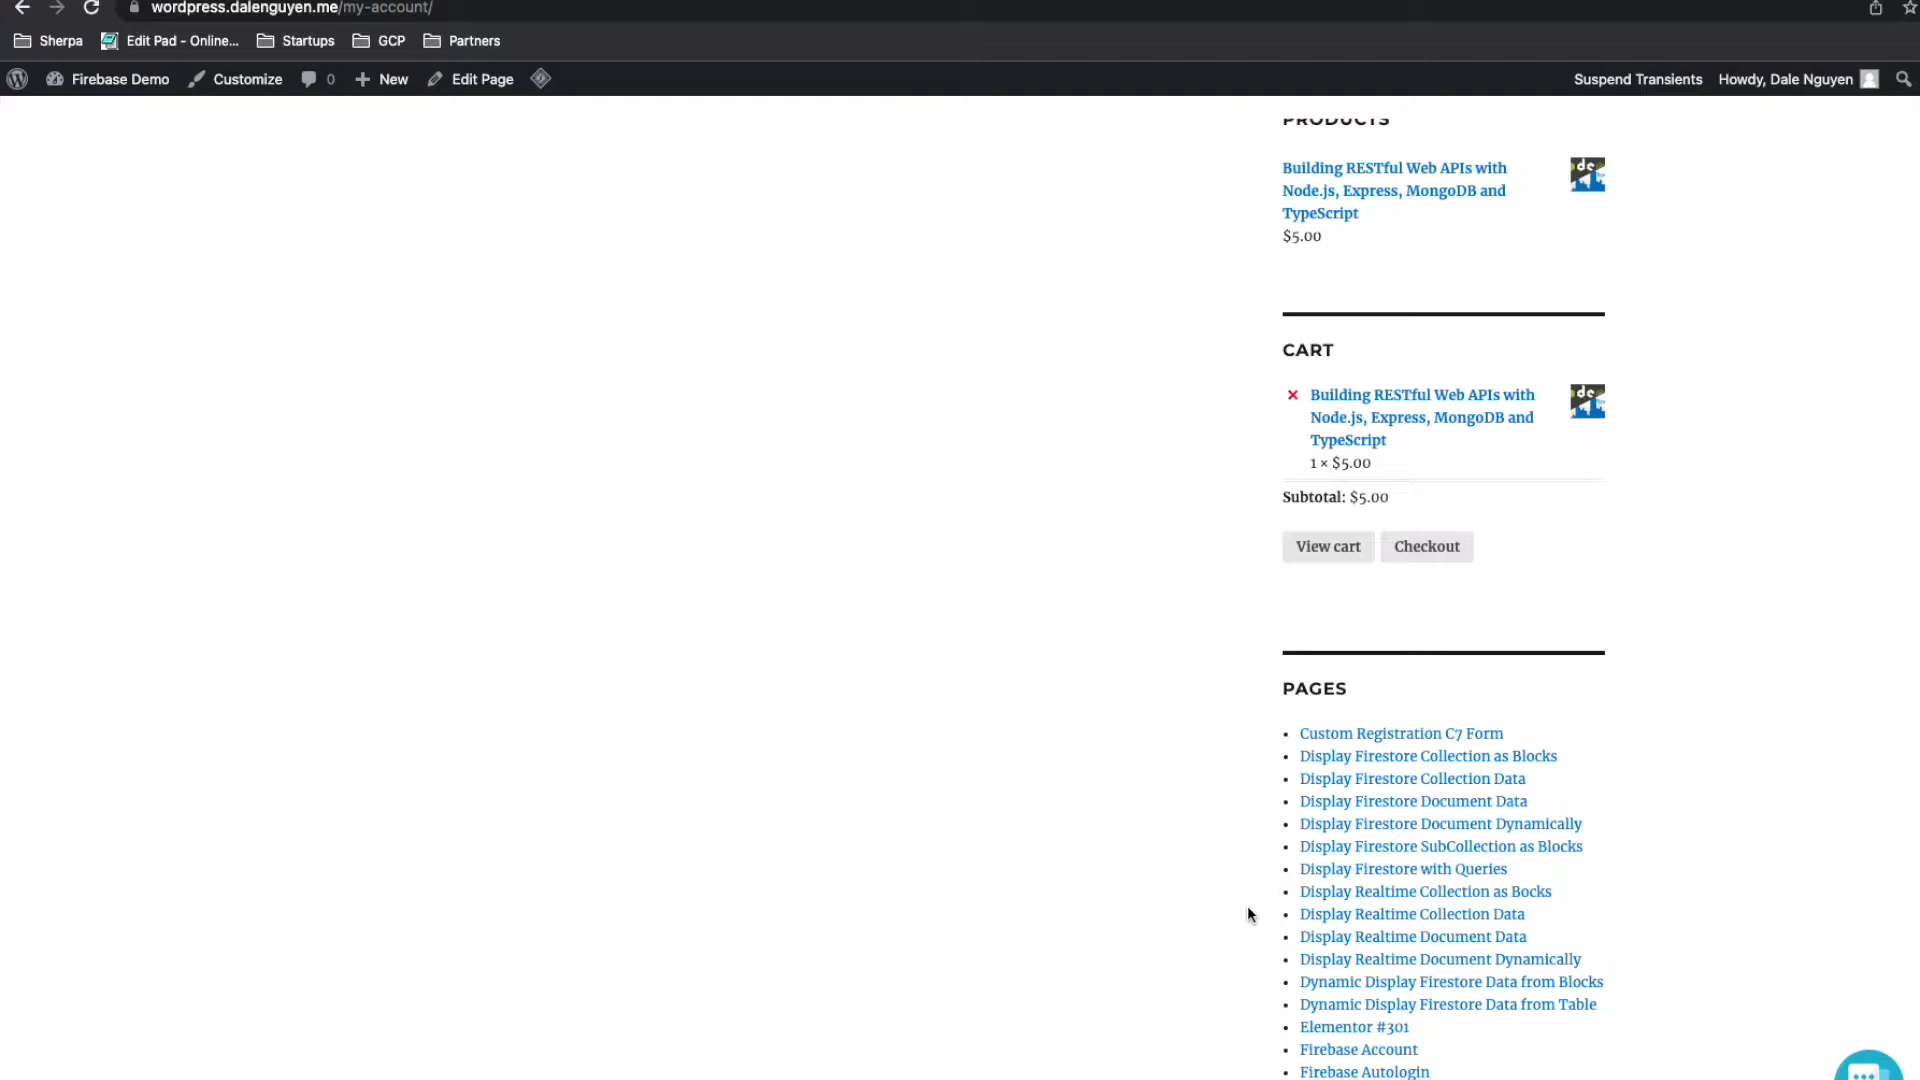 wordpress.dalenguyen.me/my-account/
Sherpa Edit Pad - Online... Startups GCP Partners
Firebase Demo Customize 0 New Edit Page Suspend Transients Howdy, Dale Nguyen
PRODUCTS
Building RESTful Web APIs with
Node.js, Express, MongoDB and
TypeScript
$5.00
CART
× Building RESTful Web APIs with
Node.js, Express, MongoDB and
TypeScript
1 × $5.00
Subtotal: $5.00
View cart Checkout
PAGES
• Custom Registration C7 Form
• Display Firestore Collection as Blocks
• Display Firestore Collection Data
• Display Firestore Document Data
• Display Firestore Document Dynamically
• Display Firestore SubCollection as Blocks
• Display Firestore with Queries
• Display Realtime Collection as Bocks
• Display Realtime Collection Data
• Display Realtime Document Data
• Display Realtime Document Dynamically
• Dynamic Display Firestore Data from Blocks
• Dynamic Display Firestore Data from Table
• Elementor #301
• Firebase Account
• Firebase Autologin